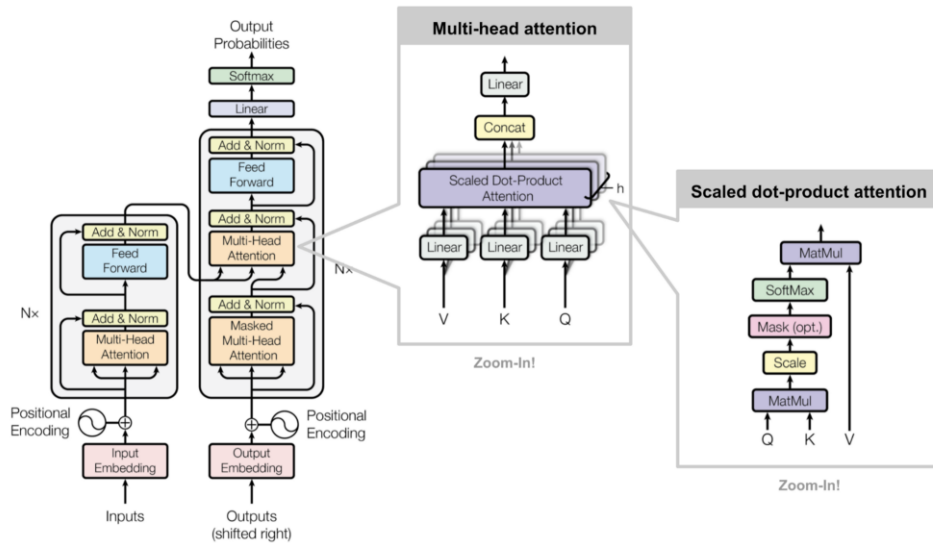 Output
Probabilities
Softmax
Linear
Add & Norm
Feed
Forward
Add & Norm
Multi-Head
Attention
Nx
Add & Norm
Masked
Multi-Head
Attention
Positional
Encoding
Output
Embedding
Outputs
(shifted right)
Add & Norm
Feed
Forward
Nx
Add & Norm
Multi-Head
Attention
Positional
Encoding
Input
Embedding
Inputs
Multi-head attention
Linear
Concat
Scaled Dot-Product
Attention
h
Linear
Linear
Linear
V
K
Q
Zoom-In!
Scaled dot-product attention
MatMul
SoftMax
Mask (opt.)
Scale
MatMul
Q
K
V
Zoom-In!